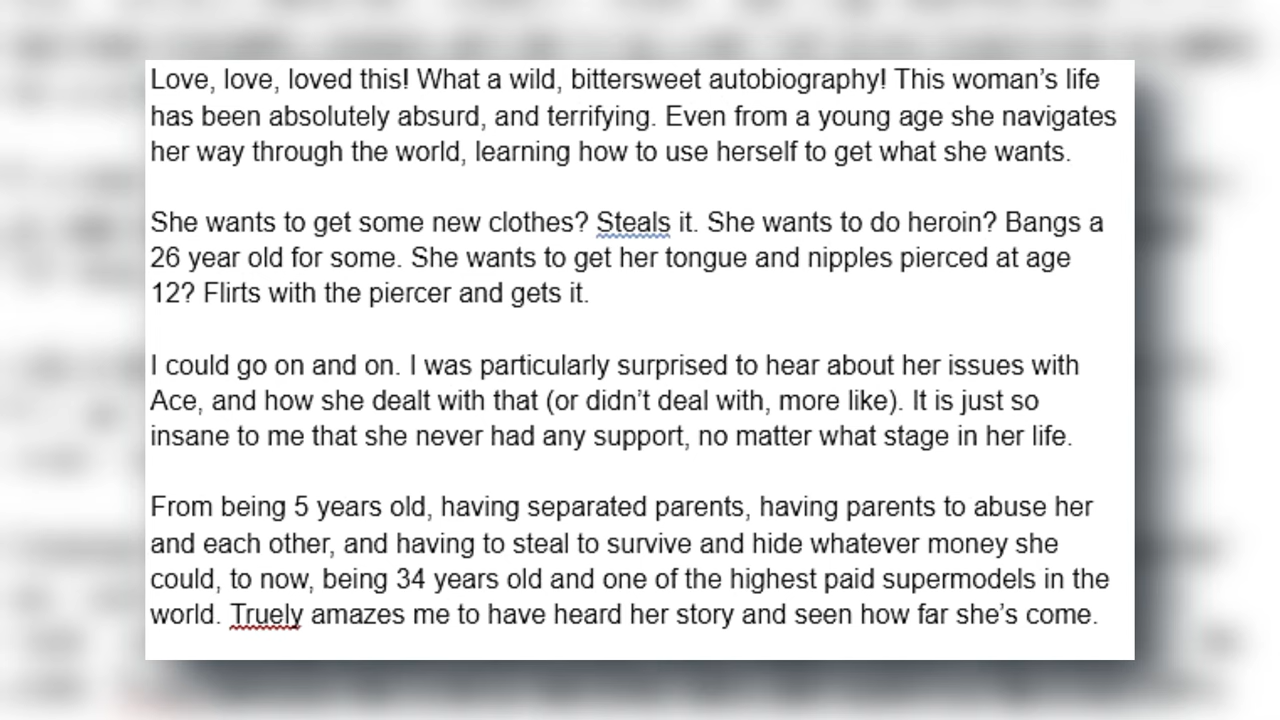 Love, love, loved this! What a wild, bittersweet autobiography! This woman’s life
has been absolutely absurd, and terrifying. Even from a young age she navigates
her way through the world, learning how to use herself to get what she wants.
She wants to get some new clothes? Steals it. She wants to do heroin? Bangs a
26 year old for some. She wants to get her tongue and nipples pierced at age
12? Flirts with the piercer and gets it.
I could go on and on. I was particularly surprised to hear about her issues with
Ace, and how she dealt with that (or didn’t deal with, more like). It is just so
insane to me that she never had any support, no matter what stage in her life.
From being 5 years old, having separated parents, having parents to abuse her
and each other, and having to steal to survive and hide whatever money she
could, to now, being 34 years old and one of the highest paid supermodels in the
world. Truely amazes me to have heard her story and seen how far she’s come.